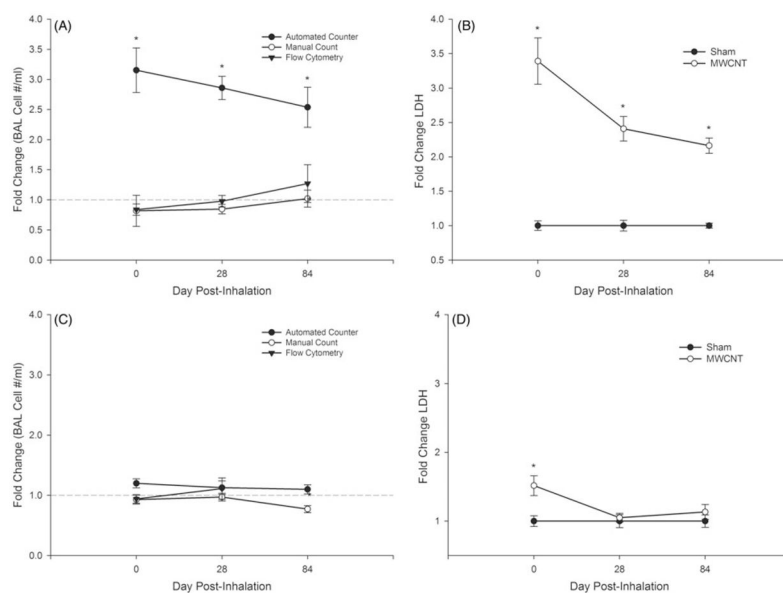 (A)
Automated Counter
Manual Count
Flow Cytometry
Fold Change (BAL Cell #/ml)
4.0
3.5
3.0
2.5
2.0
1.5
1.0
0.5
0.0
*
*
*
0
28
84
Day Post-Inhalation
(B)
Sham
MWCNT
Fold Change LDH
4.0
3.5
3.0
2.5
2.0
1.5
1.0
0.5
*
*
*
0
28
84
Day Post-Inhalation
(C)
Automated Counter
Manual Count
Flow Cytometry
Fold Change (BAL Cell #/ml)
4.0
3.0
2.0
1.0
0.0
*
0
28
84
Day Post-Inhalation
(D)
Sham
MWCNT
Fold Change LDH
4
3
2
1
*
0
28
84
Day Post-Inhalation